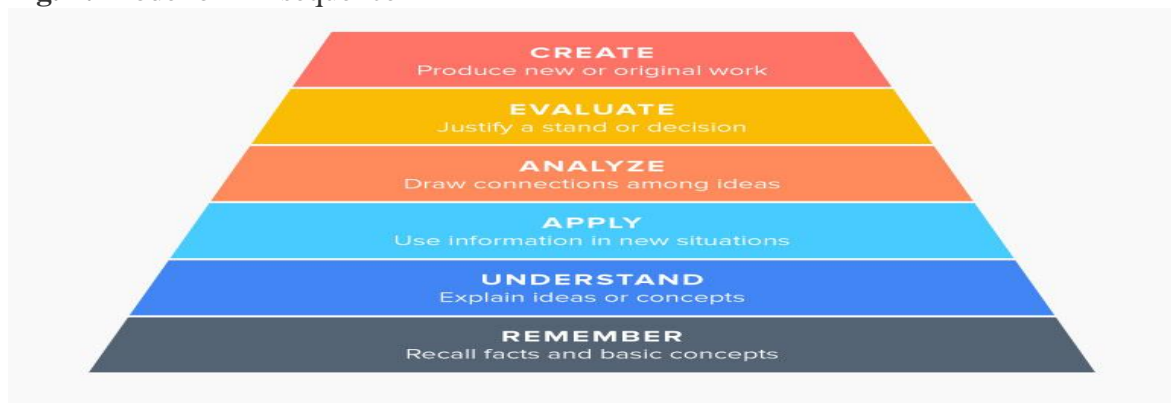 CREATE
Produce new or original work
EVALUATE
Justify a stand or decision
ANALYZE
Draw connections among ideas
APPLY
Use information in new situations
UNDERSTAND
Explain ideas or concepts
REMEMBER
Recall facts and basic concepts